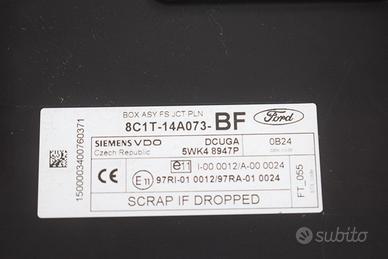 BOX ASY FS JCT PLN
8C1T-14A073-BF
Ford
SIEMENS VDO
Czech Republic
DCUGA
5WK4 8947P
0B24
e11 I-00 0012/A-00 0024
CE E11 97RI-01 0012/97RA-01 0024
FT_055
SCRAP IF DROPPED
1500003400760371
subito